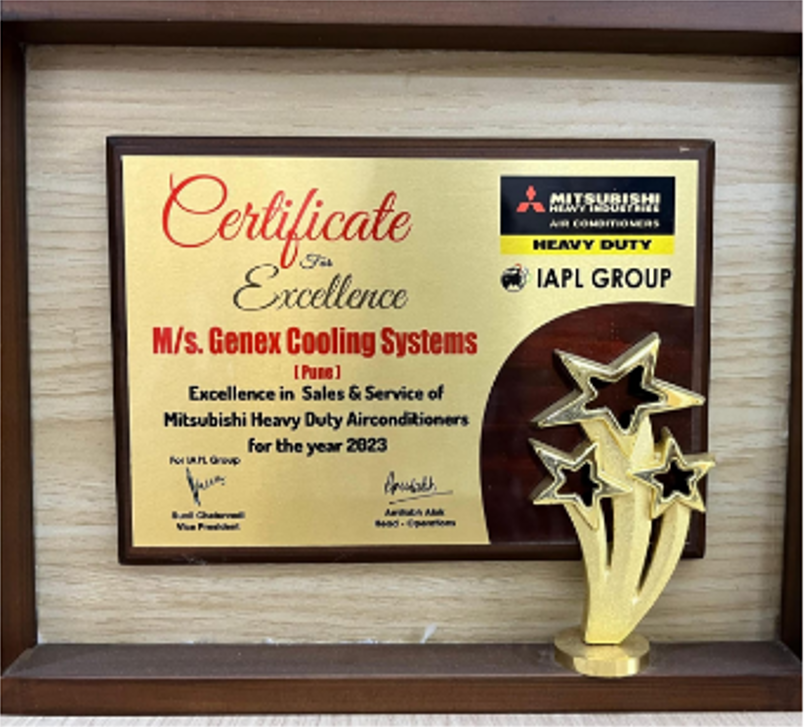 Certificate
For
Excellence
M/s. Genex Cooling Systems
[ Pune ]
Excellence in Sales & Service of
Mitsubishi Heavy Duty Airconditioners
for the year 2023
For IAPL Group
Sunil
Vice President
Amitabh
Head - Operations
MITSUBISHI
HEAVY INDUSTRIES
AIR CONDITIONERS
HEAVY DUTY
IAPL GROUP